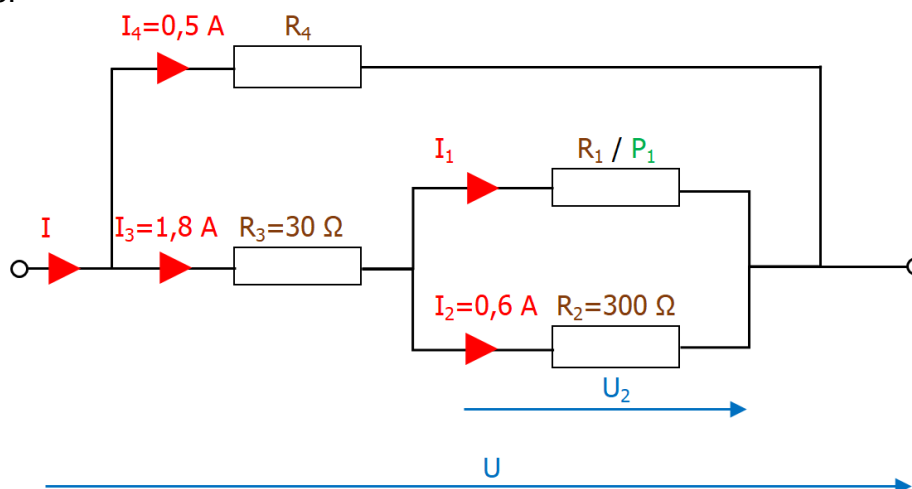 I₄=0,5 A R₄
I₁ R₁ / P₁
I I₃=1,8 A R₃=30 Ω
I₂=0,6 A R₂=300 Ω
U₂
U